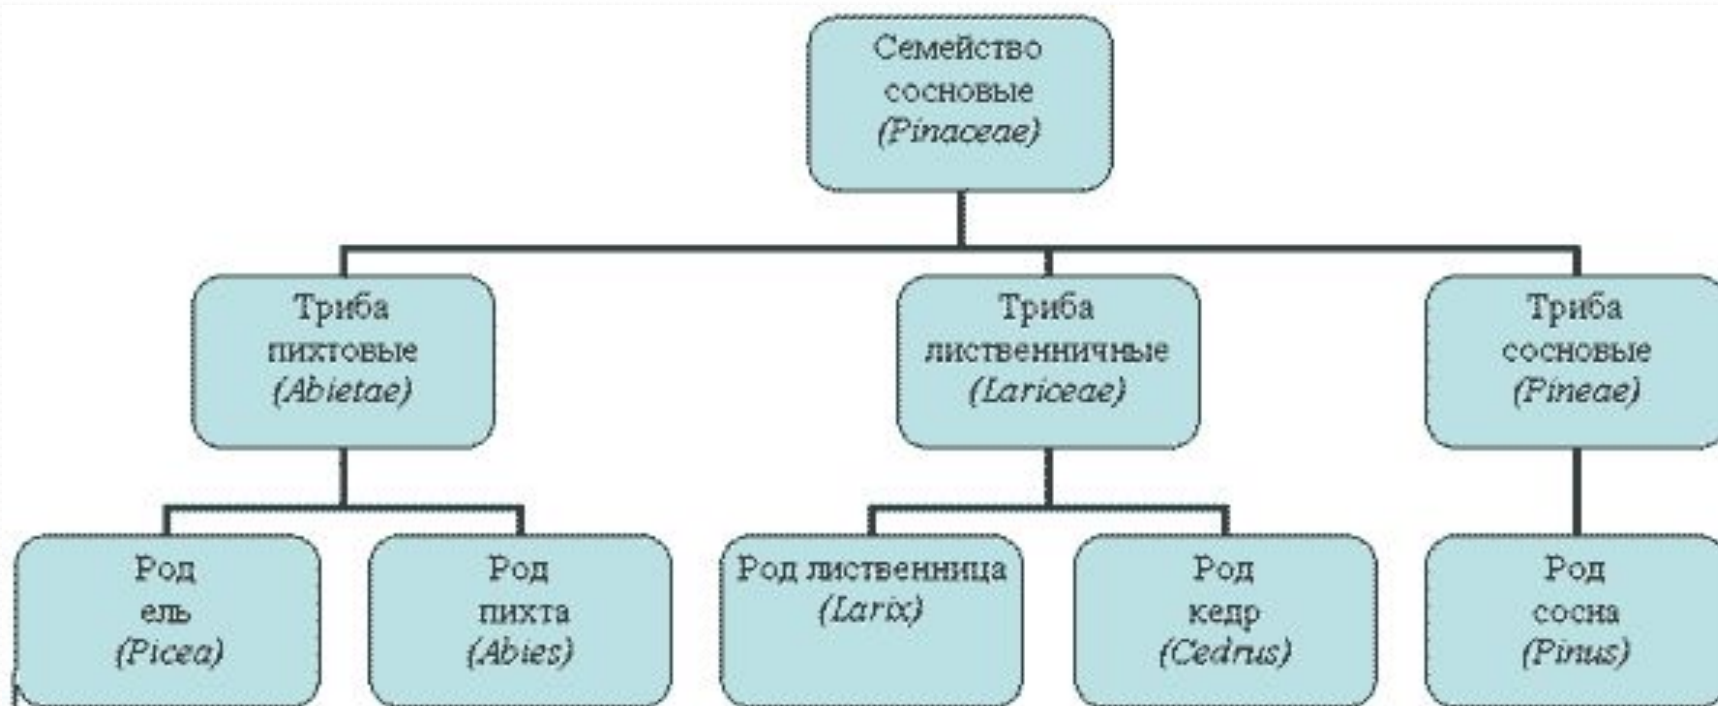 Семейство
сосновые
(Pinaceae)
Триба
пихтовые
(Abietae)
Триба
лиственничные
(Lariceae)
Триба
сосновые
(Pineae)
Род
ель
(Picea)
Род
пихта
(Abies)
Род лиственница
(Larix)
Род
кедр
(Cedrus)
Род
сосна
(Pinus)